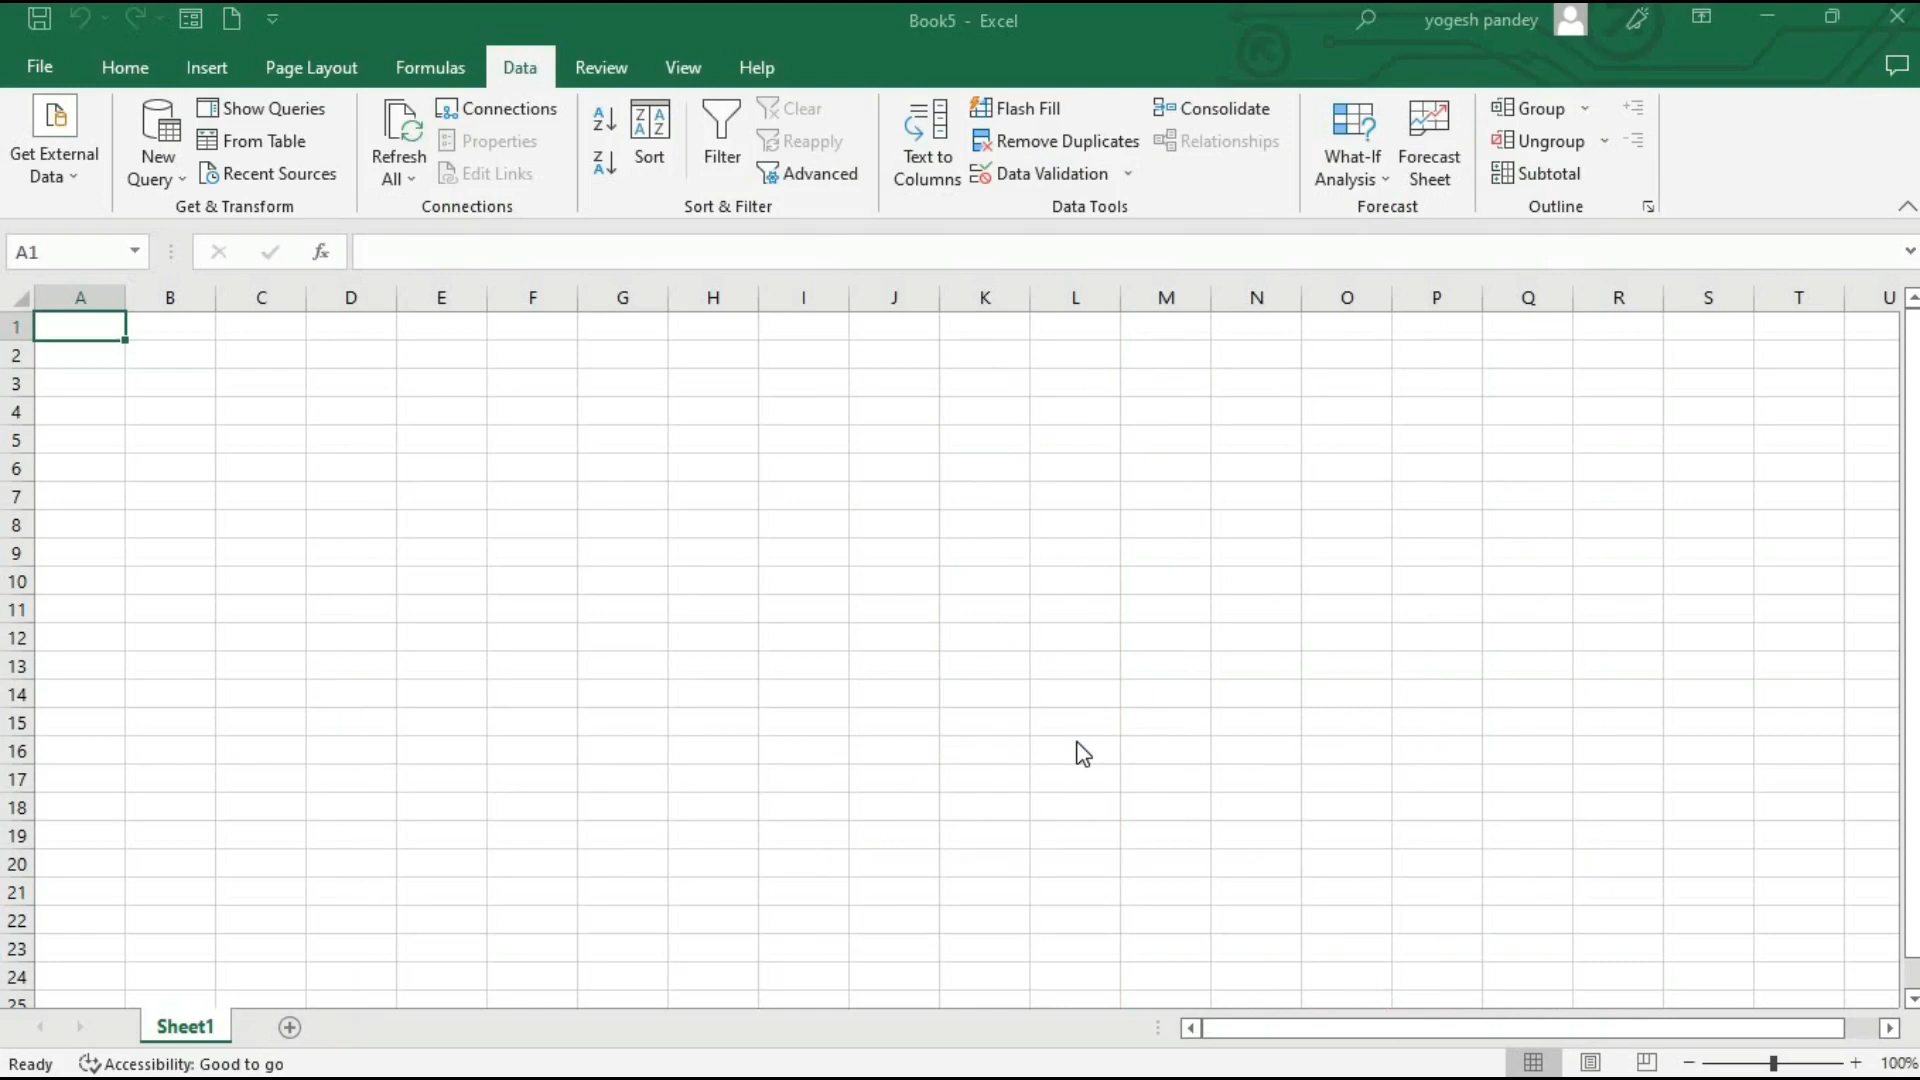 Book5 - Excel
yogesh pandey
File Home Insert Page Layout Formulas Data Review View Help
Get External Data
New Query
Show Queries
From Table
Recent Sources
Get & Transform
Refresh All
Connections
Properties
Edit Links
Connections
Sort
Filter
Clear
Reapply
Advanced
Sort & Filter
Text to Columns
Flash Fill
Remove Duplicates
Data Validation
Consolidate
Relationships
Data Tools
What-If Analysis
Forecast Sheet
Forecast
Group
Ungroup
Subtotal
Outline
A1 fx
A B C D E F G H I J K L M N O P Q R S T U
1
2
3
4
5
6
7
8
9
10
11
12
13
14
15
16
17
18
19
20
21
22
23
24
25
Sheet1
Ready Accessibility: Good to go 100%